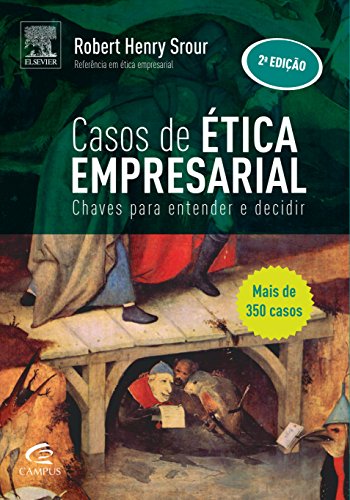 ELSEVIER
Robert Henry Srour
Referência em ética empresarial
2ª EDIÇÃO
Casos de ÉTICA
EMPRESARIAL
Chaves para entender e decidir
Mais de
350 casos
CAMPUS